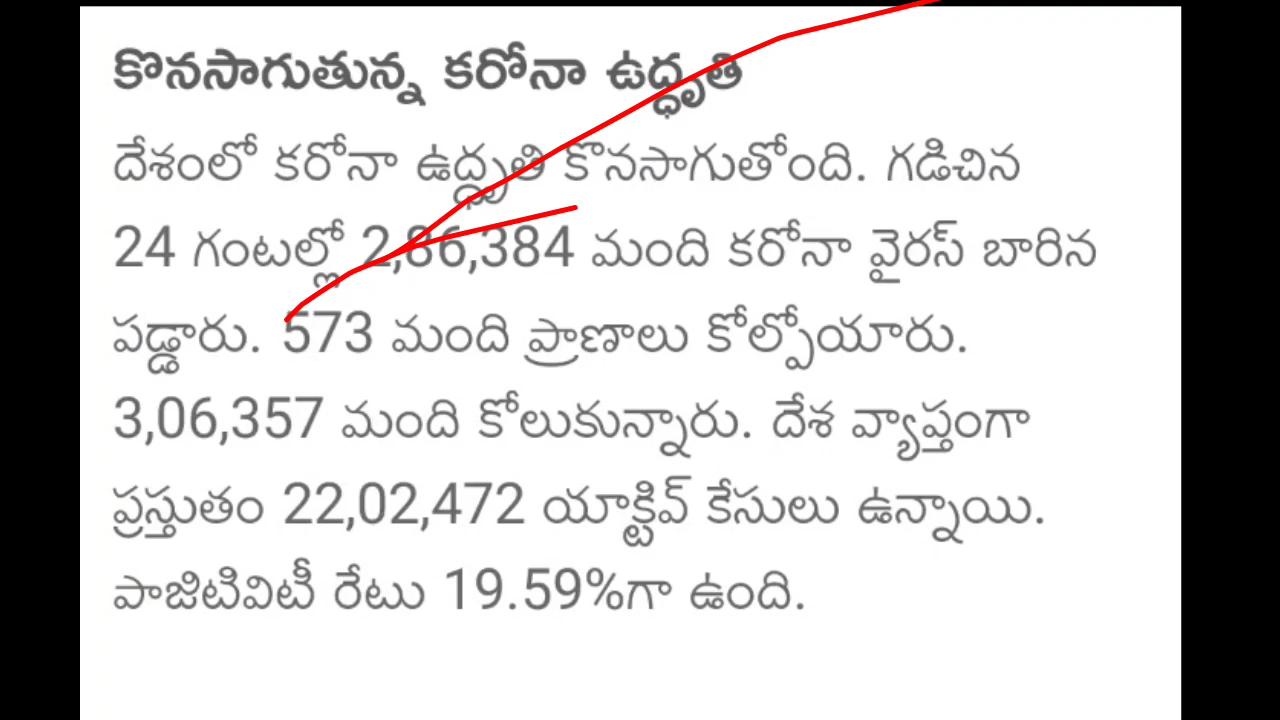 కొనసాగుతున్న కరోనా ఉద్ధృతి
దేశంలో కరోనా ఉద్ధృతి కొనసాగుతోంది. గడిచిన
24 గంటల్లో 2,86,384 మంది కరోనా వైరస్ బారిన
పడ్డారు. 573 మంది ప్రాణాలు కోల్పోయారు.
3,06,357 మంది కోలుకున్నారు. దేశ వ్యాప్తంగా
ప్రస్తుతం 22,02,472 యాక్టివ్ కేసులు ఉన్నాయి.
పాజిటివిటీ రేటు 19.59%గా ఉంది.